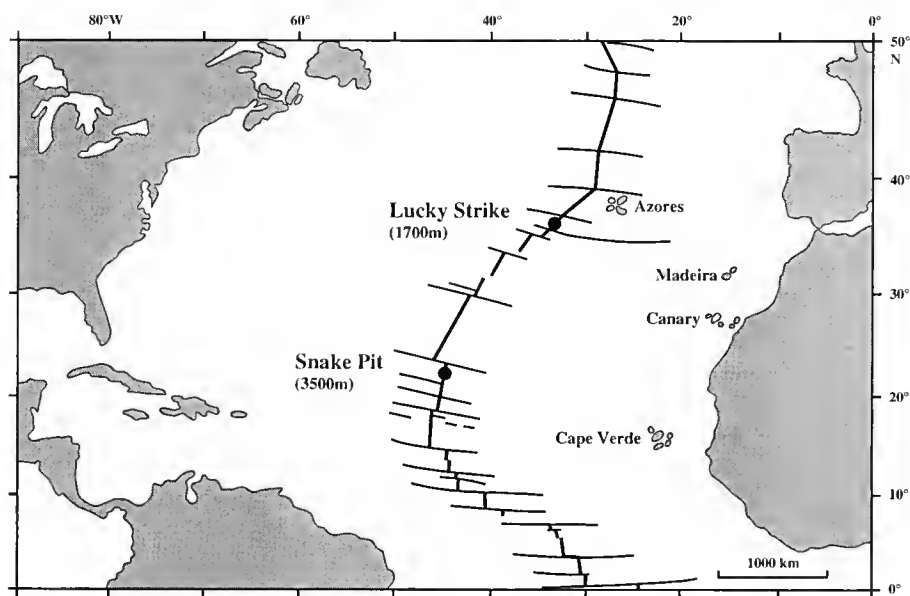 80°W 60° 40° 20° 0°
50°
N
40°
Azores
Lucky Strike
(1700m)
Madeira
30°
Canary
Snake Pit
(3500m)
20°
Cape Verde
10°
1000 km
0°